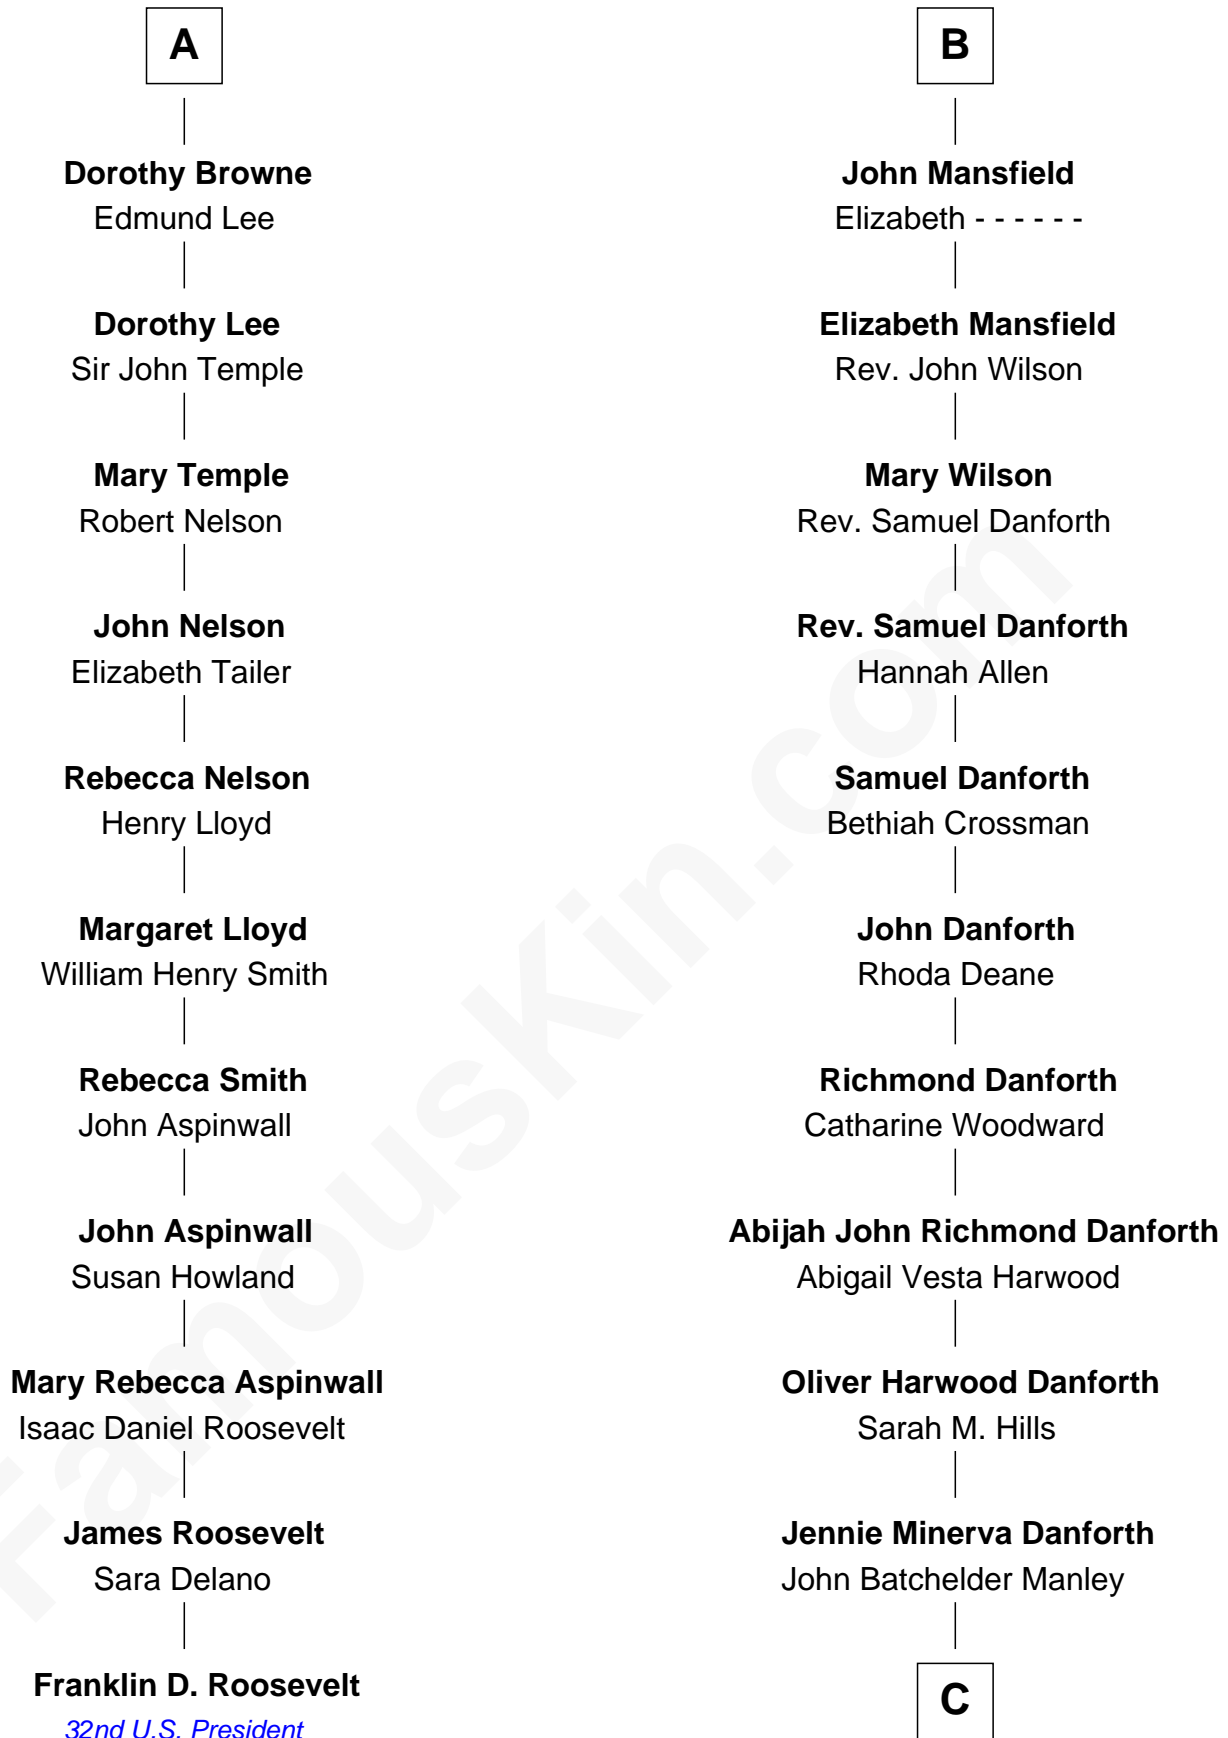 A
Dorothy Browne
Edmund Lee
Dorothy Lee
Sir John Temple
Mary Temple
Robert Nelson
John Nelson
Elizabeth Tailer
Rebecca Nelson
Henry Lloyd
Margaret Lloyd
William Henry Smith
Rebecca Smith
John Aspinwall
John Aspinwall
Susan Howland
Mary Rebecca Aspinwall
Isaac Daniel Roosevelt
James Roosevelt
Sara Delano
Franklin D. Roosevelt
32nd U.S. President
B
John Mansfield
Elizabeth - - - - - -
Elizabeth Mansfield
Rev. John Wilson
Mary Wilson
Rev. Samuel Danforth
Rev. Samuel Danforth
Hannah Allen
Samuel Danforth
Bethiah Crossman
John Danforth
Rhoda Deane
Richmond Danforth
Catharine Woodward
Abijah John Richmond Danforth
Abigail Vesta Harwood
Oliver Harwood Danforth
Sarah M. Hills
Jennie Minerva Danforth
John Batchelder Manley
C
FamousKin.com